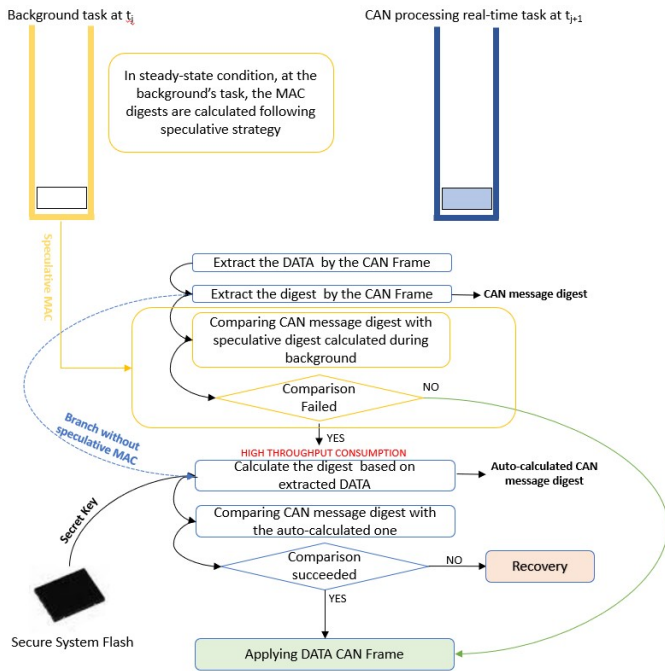 Background task at tj
CAN processing real-time task at tj+1
In steady-state condition, at the
background's task, the MAC
digests are calculated following
speculative strategy
Speculative MAC
Extract the DATA by the CAN Frame
Extract the digest by the CAN Frame
CAN message digest
Comparing CAN message digest with
speculative digest calculated during
background
Comparison
Failed
NO
YES
Branch without
speculative MAC
HIGH THROUGHPUT CONSUMPTION
Calculate the digest based on
extracted DATA
Auto-calculated CAN
message digest
Secret Key
Comparing CAN message digest with
the auto-calculated one
Comparison
succeeded
NO
Recovery
YES
Secure System Flash
Applying DATA CAN Frame